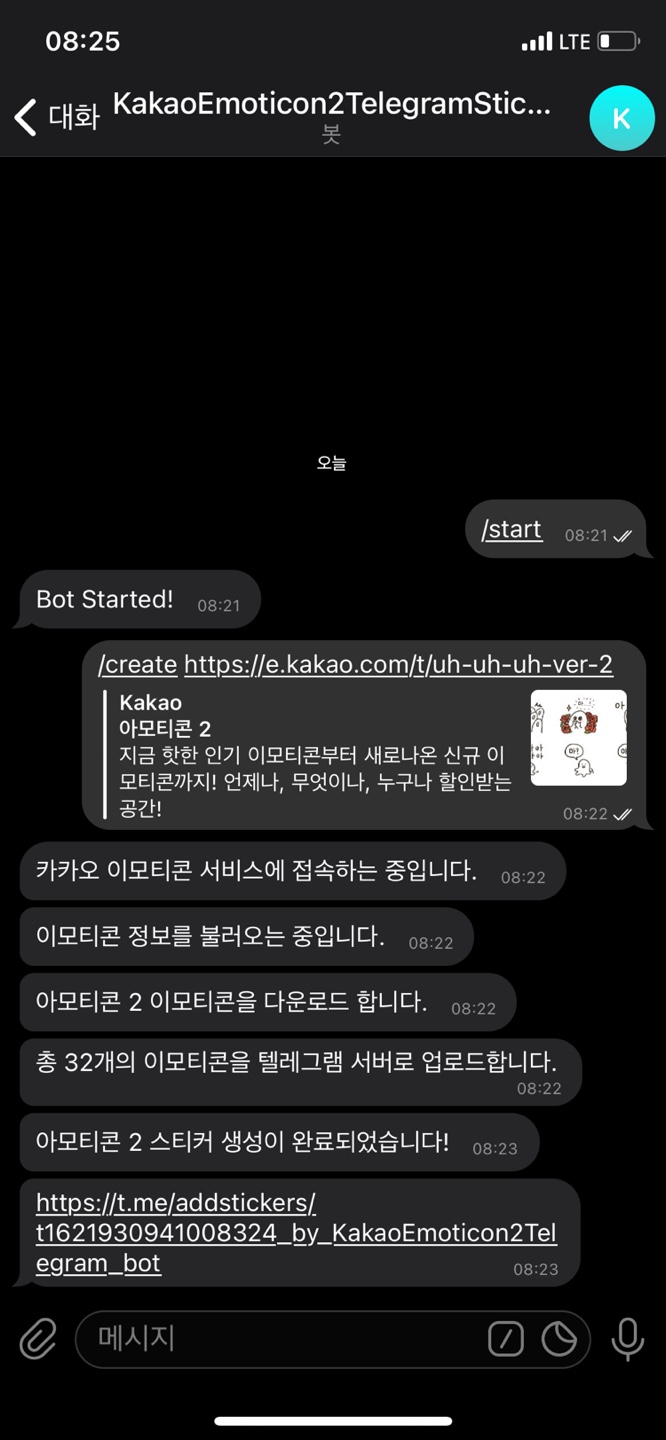 08:25
LTE
대화
KakaoEmoticon2TelegramStic...
봇
K
오늘
/start 08:21
Bot Started! 08:21
/create https://e.kakao.com/t/uh-uh-uh-ver-2
Kakao
아모티콘 2
지금 핫한 인기 이모티콘부터 새로나온 신규 이
모티콘까지! 언제나, 무엇이나, 누구나 할인받는
공간!
08:22
카카오 이모티콘 서비스에 접속하는 중입니다. 08:22
이모티콘 정보를 불러오는 중입니다. 08:22
아모티콘 2 이모티콘을 다운로드 합니다. 08:22
총 32개의 이모티콘을 텔레그램 서버로 업로드합니다.
08:22
아모티콘 2 스티커 생성이 완료되었습니다! 08:23
https://t.me/addstickers/
t1621930941008324_by_KakaoEmoticon2Tel
egram_bot 08:23
메시지